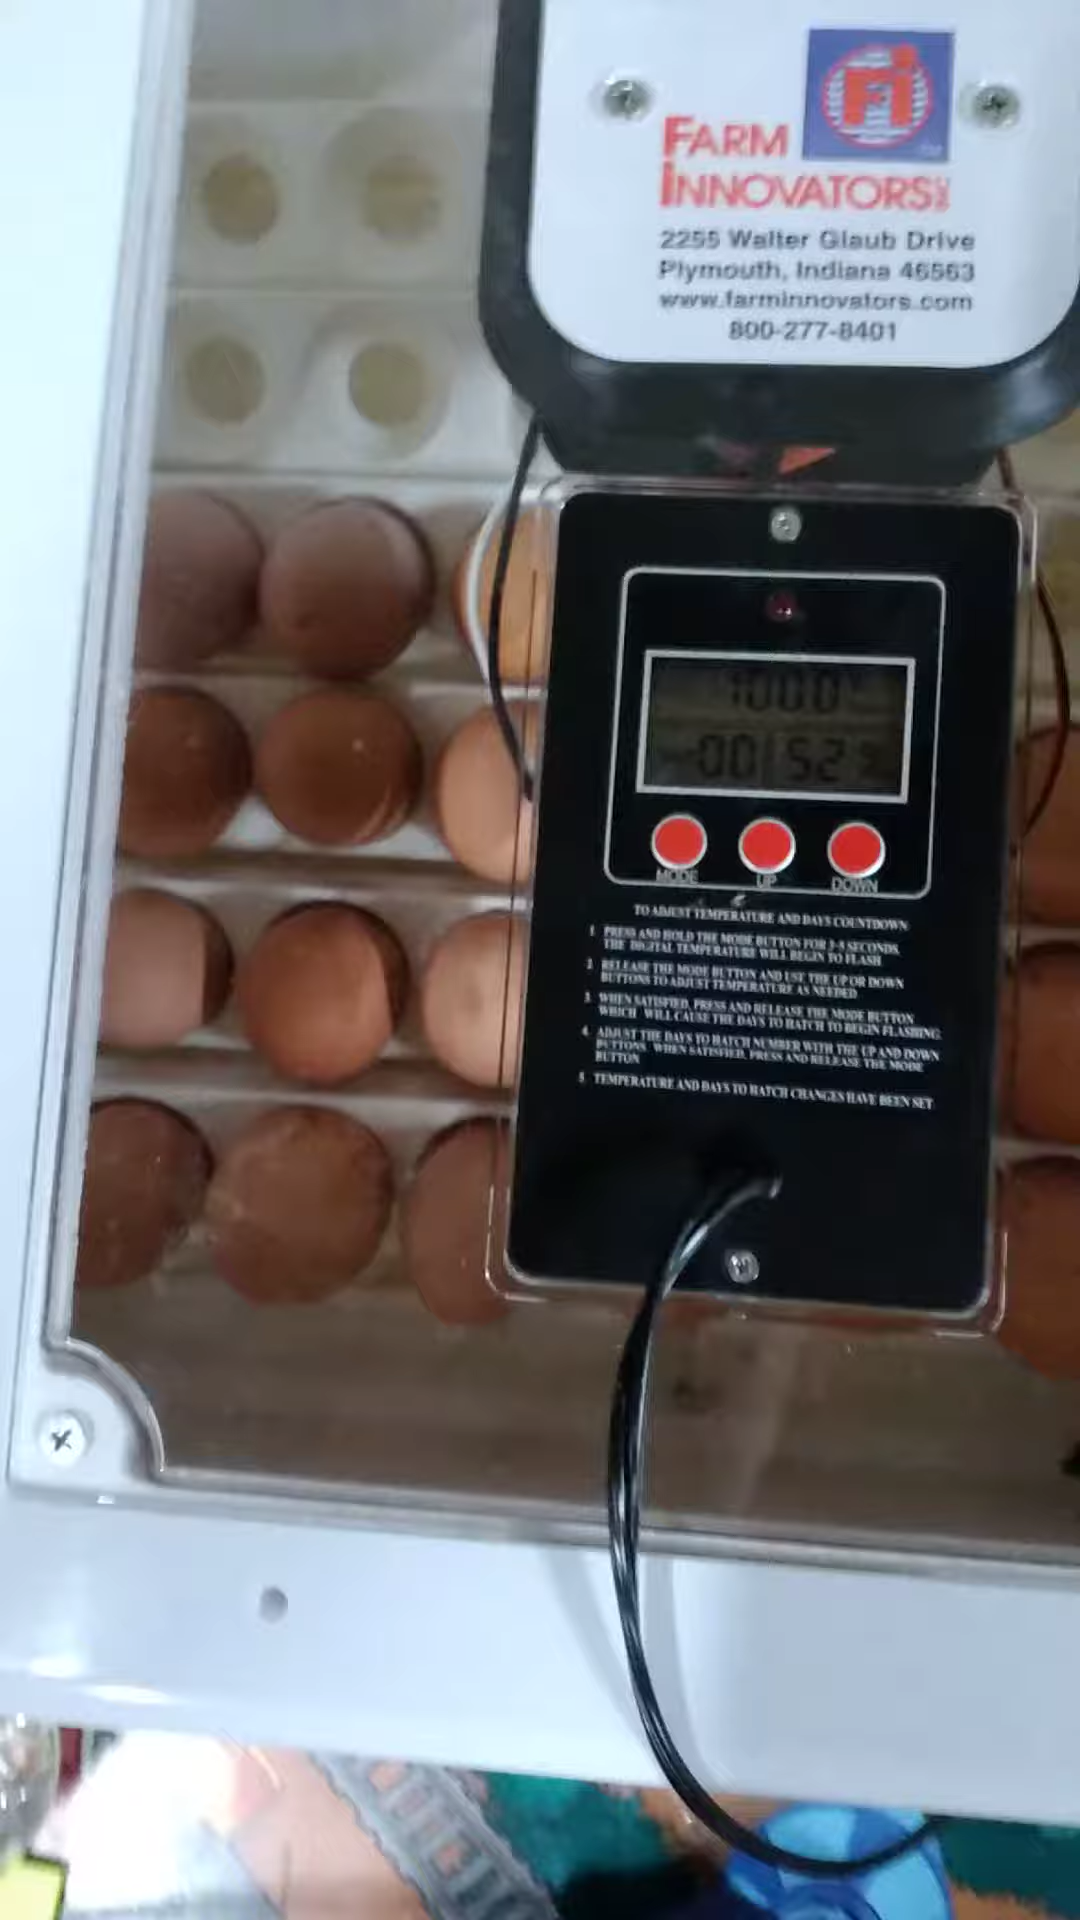 Fi
FARM
INNOVATORS INC
2255 Walter Glaub Drive
Plymouth, Indiana 46563
www.farminnovators.com
800-277-8401
100.0°
00 52 %
MODE UP DOWN
TO ADJUST TEMPERATURE AND DAYS COUNTDOWN
1 PRESS AND HOLD THE MODE BUTTON FOR 3-5 SECONDS
THE DIGITAL TEMPERATURE WILL BEGIN TO FLASH
2 RELEASE THE MODE BUTTON AND USE THE UP OR DOWN
BUTTONS TO ADJUST TEMPERATURE AS NEEDED
3 WHEN SATISFIED, PRESS AND RELEASE THE MODE BUTTON
WHICH WILL CAUSE THE DAYS TO HATCH TO BEGIN FLASHING.
4 ADJUST THE DAYS TO HATCH NUMBER WITH THE UP AND DOWN
BUTTONS WHEN SATISFIED, PRESS AND RELEASE THE MODE
BUTTON
5 TEMPERATURE AND DAYS TO HATCH CHANGES HAVE BEEN SET